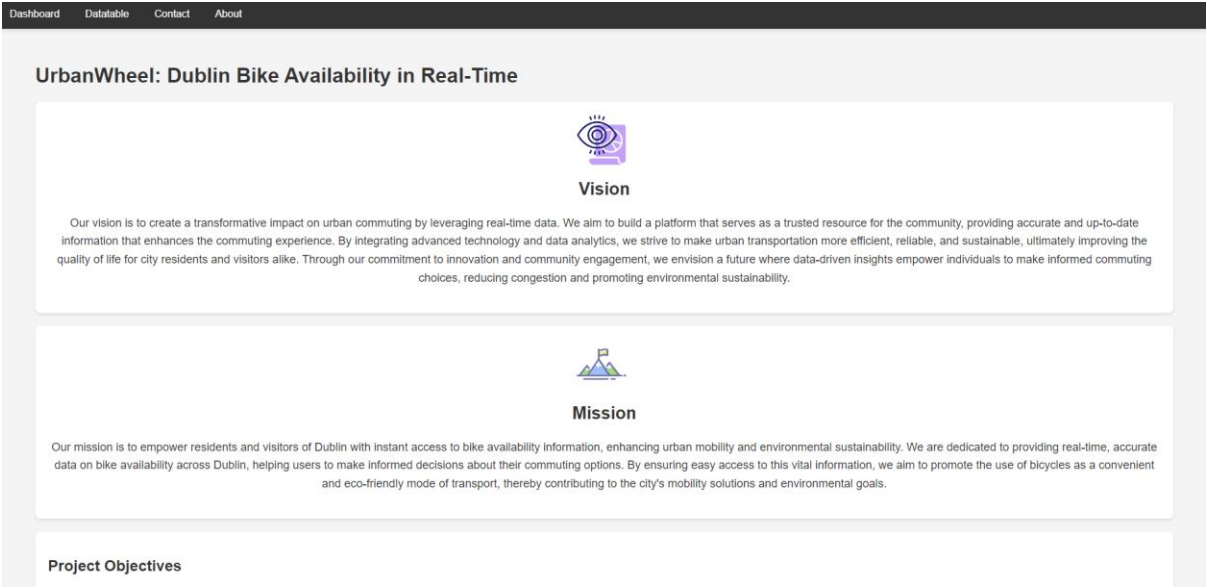 Dashboard Datatable Contact About
UrbanWheel: Dublin Bike Availability in Real-Time
Vision
Our vision is to create a transformative impact on urban commuting by leveraging real-time data. We aim to build a platform that serves as a trusted resource for the community, providing accurate and up-to-date
information that enhances the commuting experience. By integrating advanced technology and data analytics, we strive to make urban transportation more efficient, reliable, and sustainable, ultimately improving the
quality of life for city residents and visitors alike. Through our commitment to innovation and community engagement, we envision a future where data-driven insights empower individuals to make informed commuting
choices, reducing congestion and promoting environmental sustainability.
Mission
Our mission is to empower residents and visitors of Dublin with instant access to bike availability information, enhancing urban mobility and environmental sustainability. We are dedicated to providing real-time, accurate
data on bike availability across Dublin, helping users to make informed decisions about their commuting options. By ensuring easy access to this vital information, we aim to promote the use of bicycles as a convenient
and eco-friendly mode of transport, thereby contributing to the city's mobility solutions and environmental goals.
Project Objectives